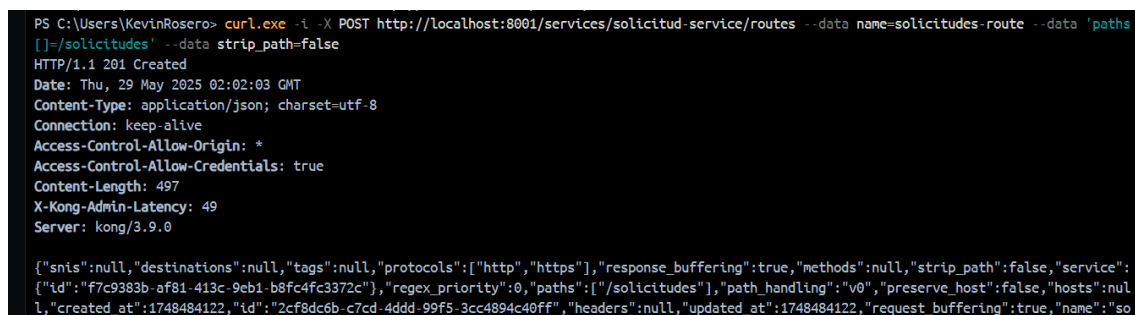 PS C:\Users\KevinRosero> curl.exe -i -X POST http://localhost:8001/services/solicitud-service/routes --data name=solicitudes-route --data 'paths
[]=/solicitudes' --data strip_path=false
HTTP/1.1 201 Created
Date: Thu, 29 May 2025 02:02:03 GMT
Content-Type: application/json; charset=utf-8
Connection: keep-alive
Access-Control-Allow-Origin: *
Access-Control-Allow-Credentials: true
Content-Length: 497
X-Kong-Admin-Latency: 49
Server: kong/3.9.0
{"snis":null,"destinations":null,"tags":null,"protocols":["http","https"],"response_buffering":true,"methods":null,"strip_path":false,"service":
{"id":"f7c9383b-af81-413c-9eb1-b8fc4fc3372c"},"regex_priority":0,"paths":["/solicitudes"],"path_handling":"v0","preserve_host":false,"hosts":nul
l,"created_at":1748484122,"id":"2cf8dc6b-c7cd-4ddd-99f5-3cc4894c40ff","headers":null,"updated_at":1748484122,"request_buffering":true,"name":"so